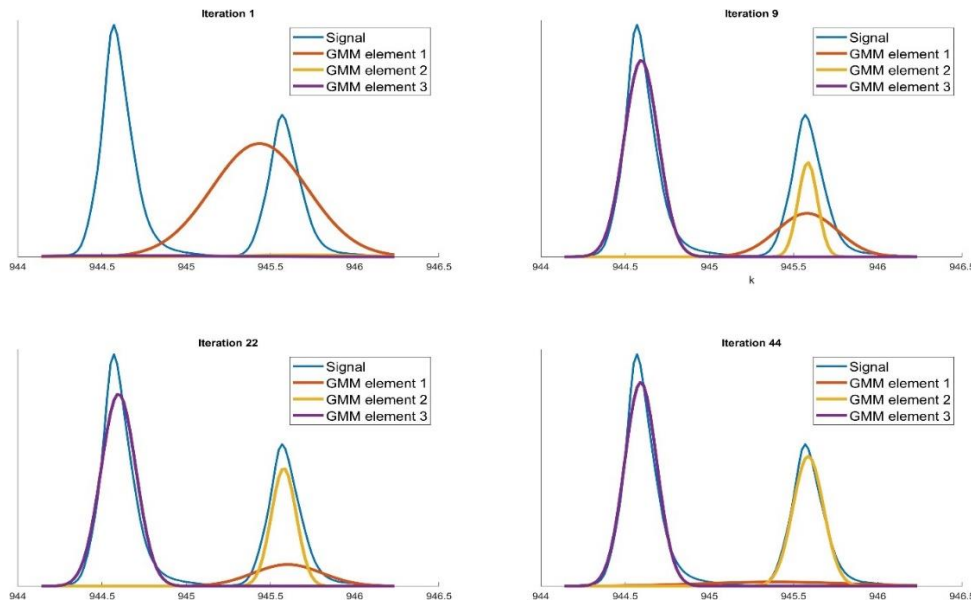 Iteration 1
Signal
GMM element 1
GMM element 2
GMM element 3
944 944.5 945 945.5 946 946.5
Iteration 9
Signal
GMM element 1
GMM element 2
GMM element 3
944 944.5 945 945.5 946 946.5
k
Iteration 22
Signal
GMM element 1
GMM element 2
GMM element 3
944 944.5 945 945.5 946 946.5
Iteration 44
Signal
GMM element 1
GMM element 2
GMM element 3
944 944.5 945 945.5 946 946.5